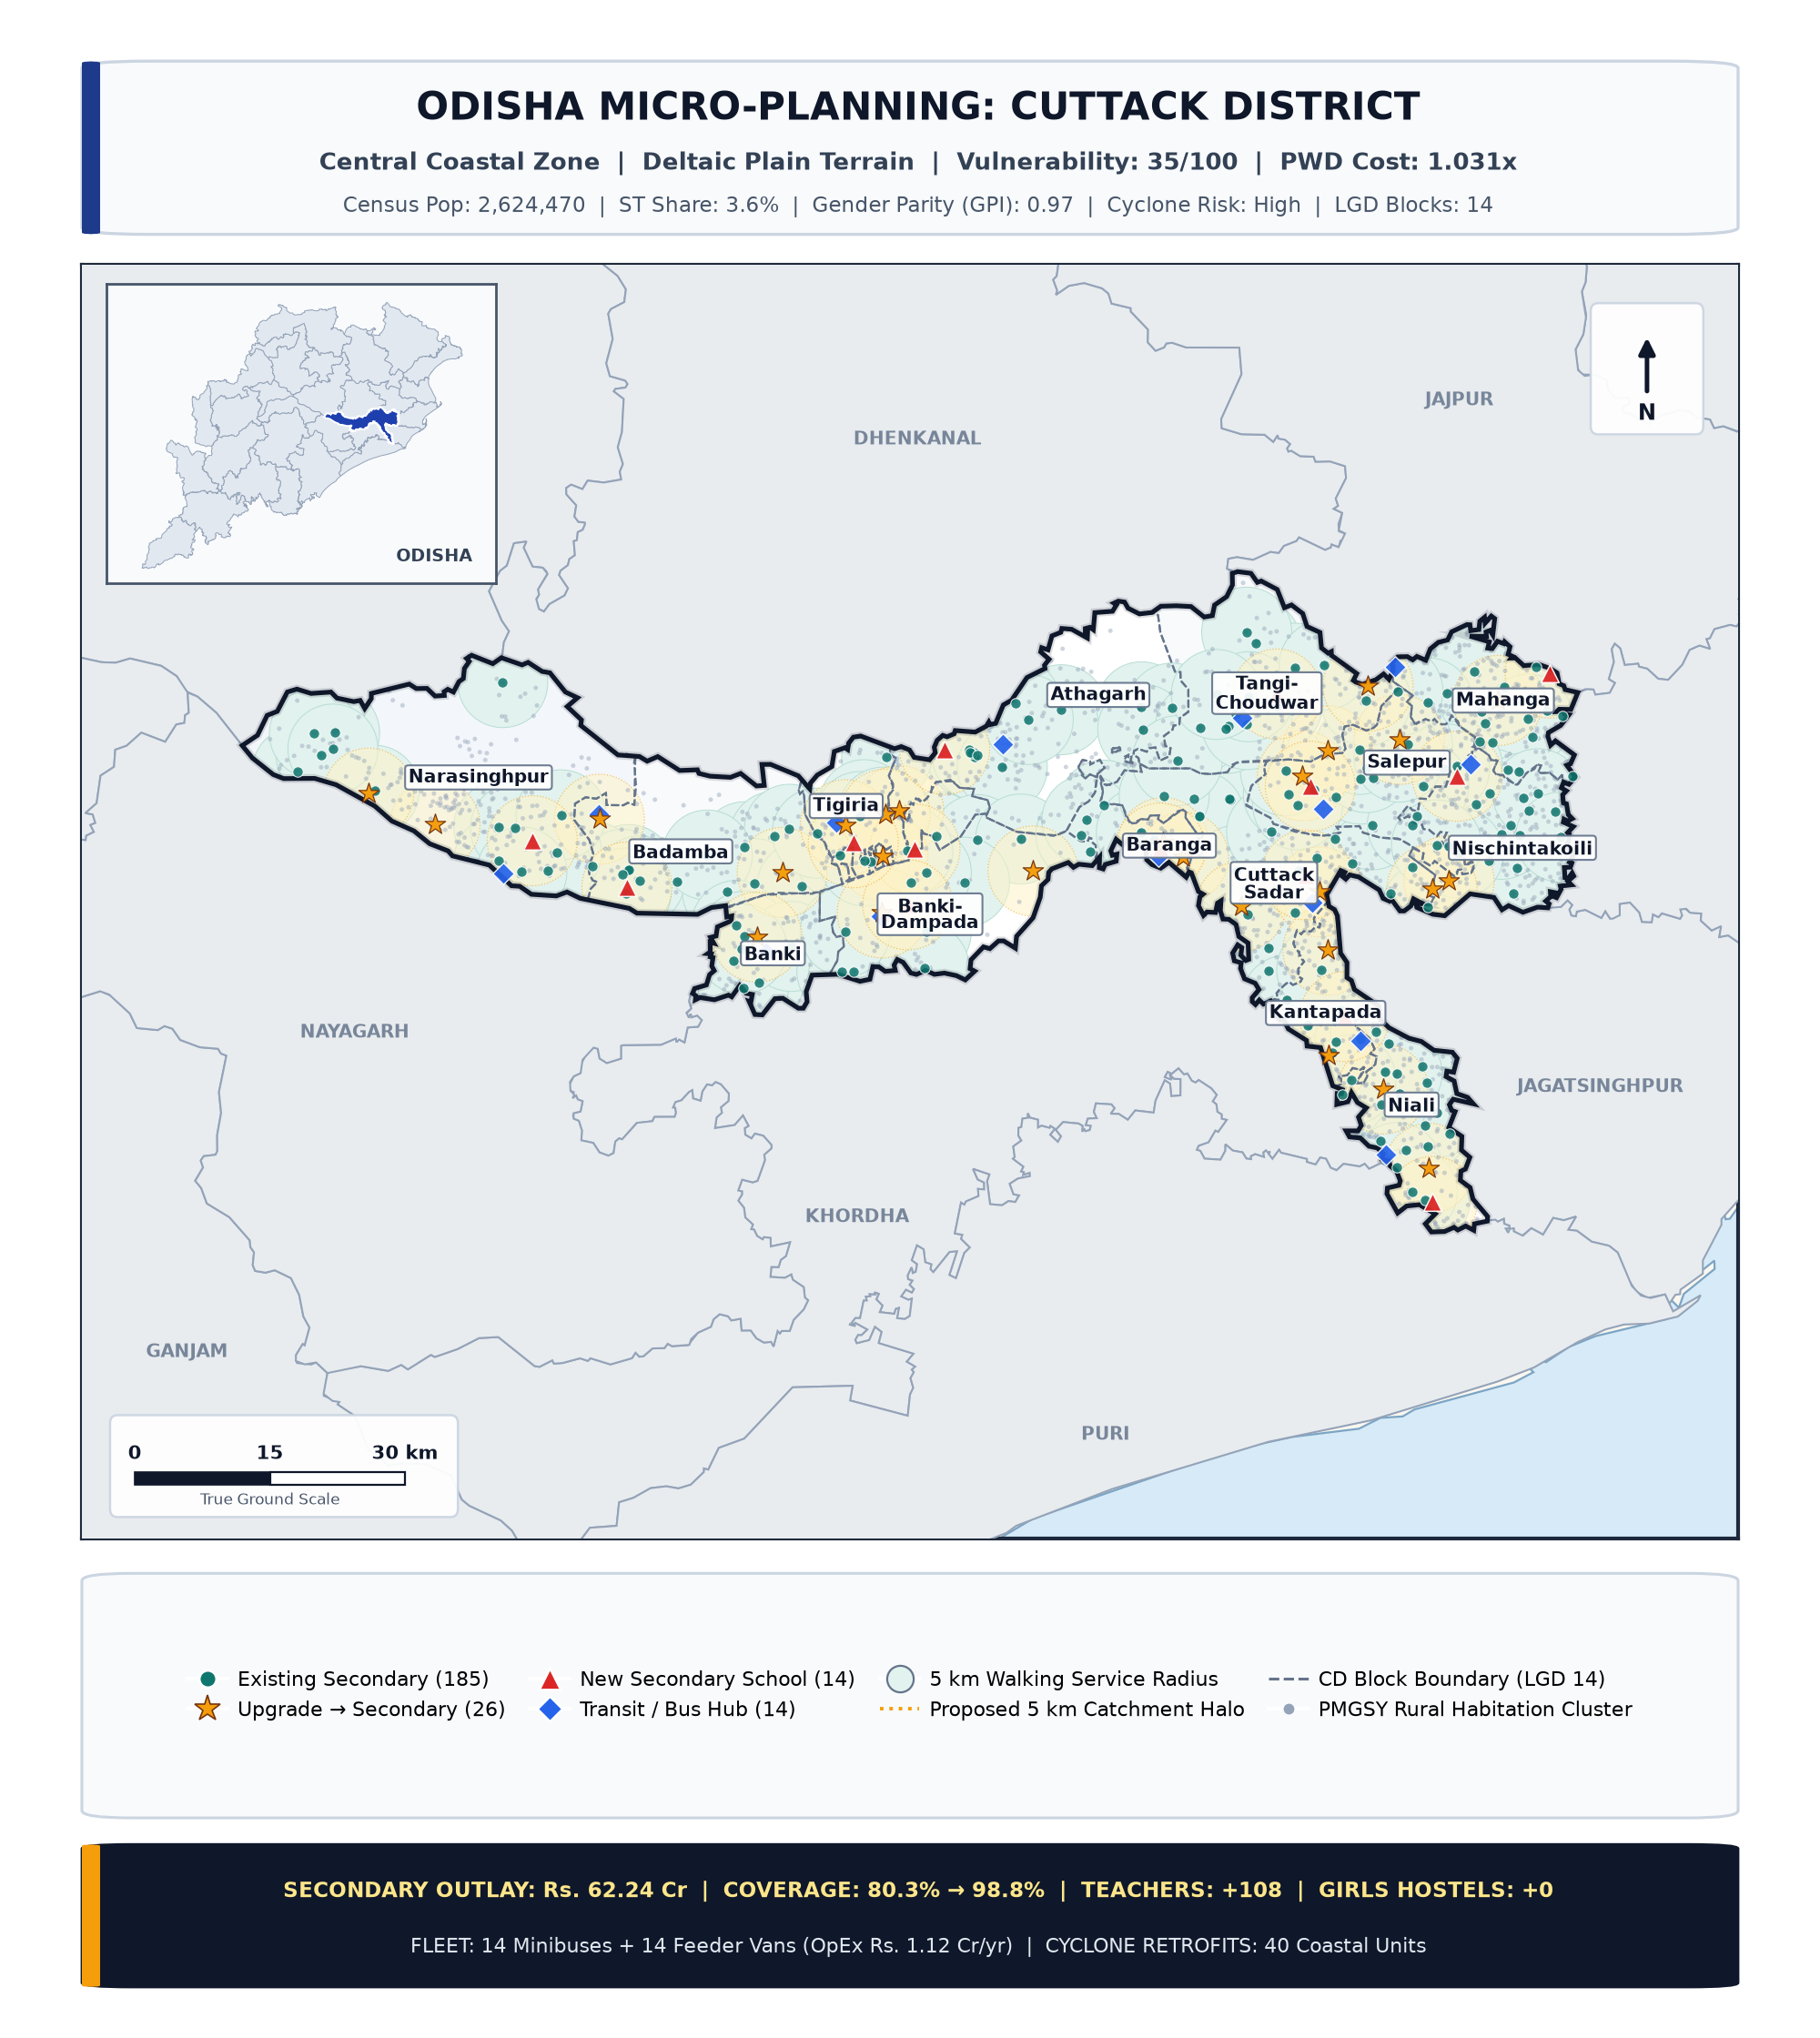 ODISHA MICRO-PLANNING: CUTTACK DISTRICT
Central Coastal Zone | Deltaic Plain Terrain | Vulnerability: 35/100 | PWD Cost: 1.031x
Census Pop: 2,624,470 | ST Share: 3.6% | Gender Parity (GPI): 0.97 | Cyclone Risk: High | LGD Blocks: 14
ODISHA
N
JAJPUR
DHENKANAL
Athagarh
Tangi-
Choudwar
Mahanga
Narasinghpur
Salepur
Tigiria
Badamba
Baranga
Nischintakoili
Cuttack
Sadar
Banki-
Dampada
Banki
Kantapada
NAYAGARH
JAGATSINGHPUR
Niali
KHORDHA
GANJAM
PURI
0 15 30 km
True Ground Scale
Existing Secondary (185)
Upgrade → Secondary (26)
New Secondary School (14)
Transit / Bus Hub (14)
5 km Walking Service Radius
Proposed 5 km Catchment Halo
CD Block Boundary (LGD 14)
PMGSY Rural Habitation Cluster
SECONDARY OUTLAY: Rs. 62.24 Cr | COVERAGE: 80.3% → 98.8% | TEACHERS: +108 | GIRLS HOSTELS: +0
FLEET: 14 Minibuses + 14 Feeder Vans (OpEx Rs. 1.12 Cr/yr) | CYCLONE RETROFITS: 40 Coastal Units